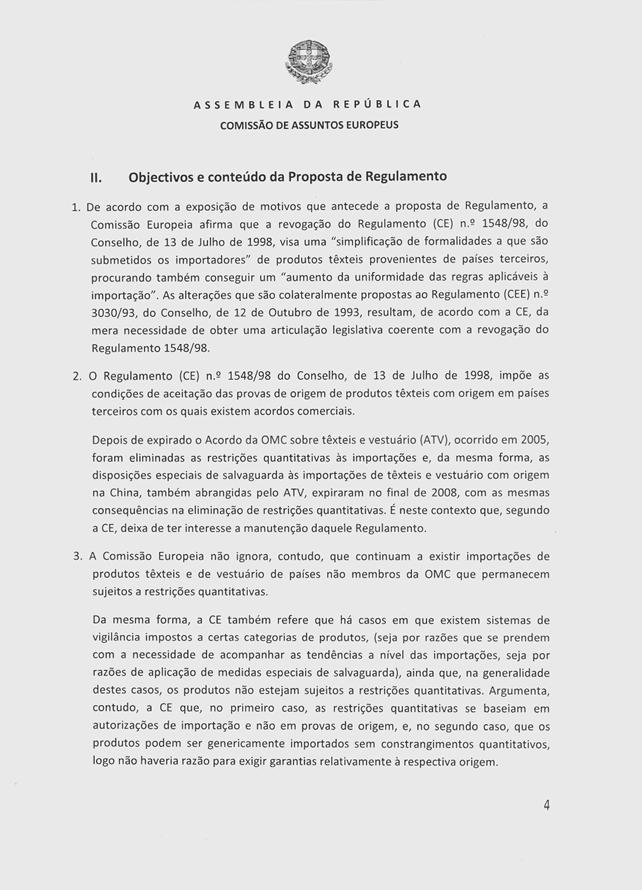 ASSEMBLEIA DA REPÚBLICA
COMISSÃO DE ASSUNTOS EUROPEUS
II. Objectivos e conteúdo da Proposta de Regulamento
1. De acordo com a exposição de motivos que antecede a proposta de Regulamento, a
Comissão Europeia afirma que a revogação do Regulamento (CE) n.º 1548/98, do
Conselho, de 13 de Julho de 1998, visa uma “simplificação de formalidades a que são
submetidos os importadores” de produtos têxteis provenientes de países terceiros,
procurando também conseguir um “aumento da uniformidade das regras aplicáveis à
importação”. As alterações que são colateralmente propostas ao Regulamento (CEE) n.º
3030/93, do Conselho, de 12 de Outubro de 1993, resultam, de acordo com a CE, da
mera necessidade de obter uma articulação legislativa coerente com a revogação do
Regulamento 1548/98.
2. O Regulamento (CE) n.º 1548/98 do Conselho, de 13 de Julho de 1998, impõe as
condições de aceitação das provas de origem de produtos têxteis com origem em países
terceiros com os quais existem acordos comerciais.
Depois de expirado o Acordo da OMC sobre têxteis e vestuário (ATV), ocorrido em 2005,
foram eliminadas as restrições quantitativas às importações e, da mesma forma, as
disposições especiais de salvaguarda às importações de têxteis e vestuário com origem
na China, também abrangidas pelo ATV, expiraram no final de 2008, com as mesmas
consequências na eliminação de restrições quantitativas. É neste contexto que, segundo
a CE, deixa de ter interesse a manutenção daquele Regulamento.
3. A Comissão Europeia não ignora, contudo, que continuam a existir importações de
produtos têxteis e de vestuário de países não membros da OMC que permanecem
sujeitos a restrições quantitativas.
Da mesma forma, a CE também refere que há casos em que existem sistemas de
vigilância impostos a certas categorias de produtos, (seja por razões que se prendem
com a necessidade de acompanhar as tendências a nível das importações, seja por
razões de aplicação de medidas especiais de salvaguarda), ainda que, na generalidade
destes casos, os produtos não estejam sujeitos a restrições quantitativas. Argumenta,
contudo, a CE que, no primeiro caso, as restrições quantitativas se baseiam em
autorizações de importação e não em provas de origem, e, no segundo caso, que os
produtos podem ser genericamente importados sem constrangimentos quantitativos,
logo não haveria razão para exigir garantias relativamente à respectiva origem.
4